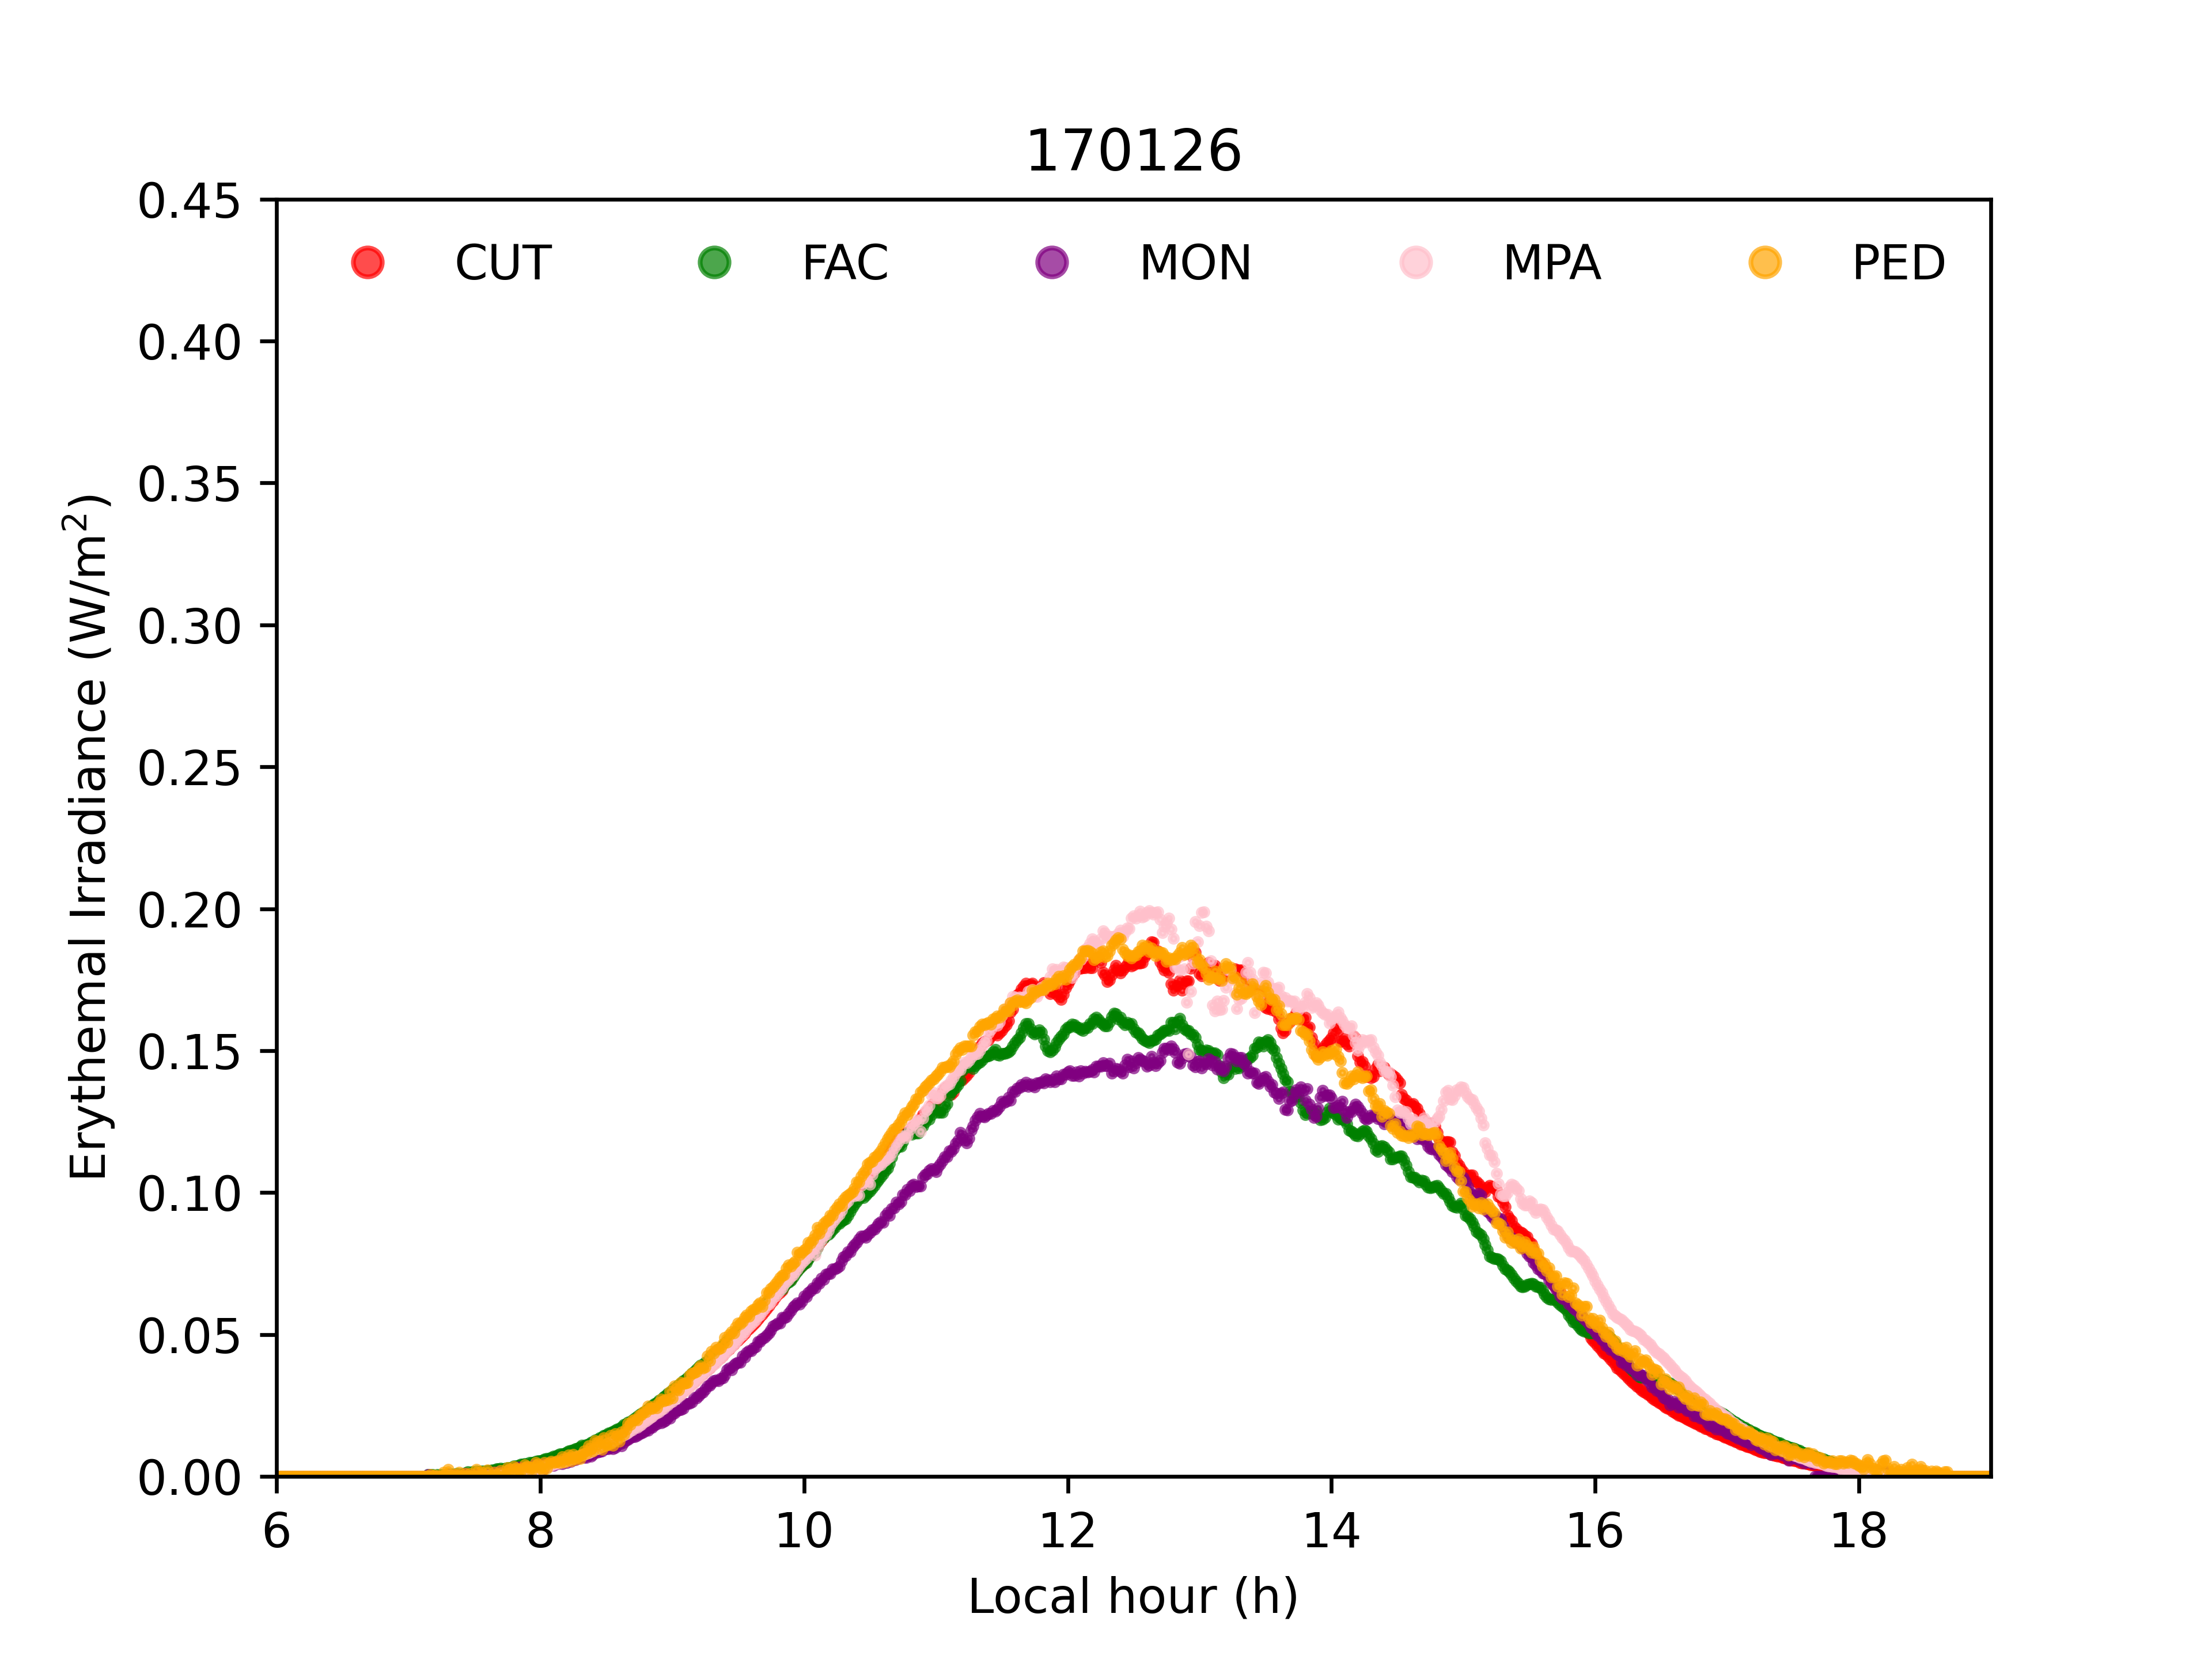 170126
0.45
CUT FAC MON MPA PED
0.40
0.35
0.30
0.25
0.20
0.15
0.10
0.05
0.00
Erythemal Irradiance (W/m²)
6 8 10 12 14 16 18
Local hour (h)